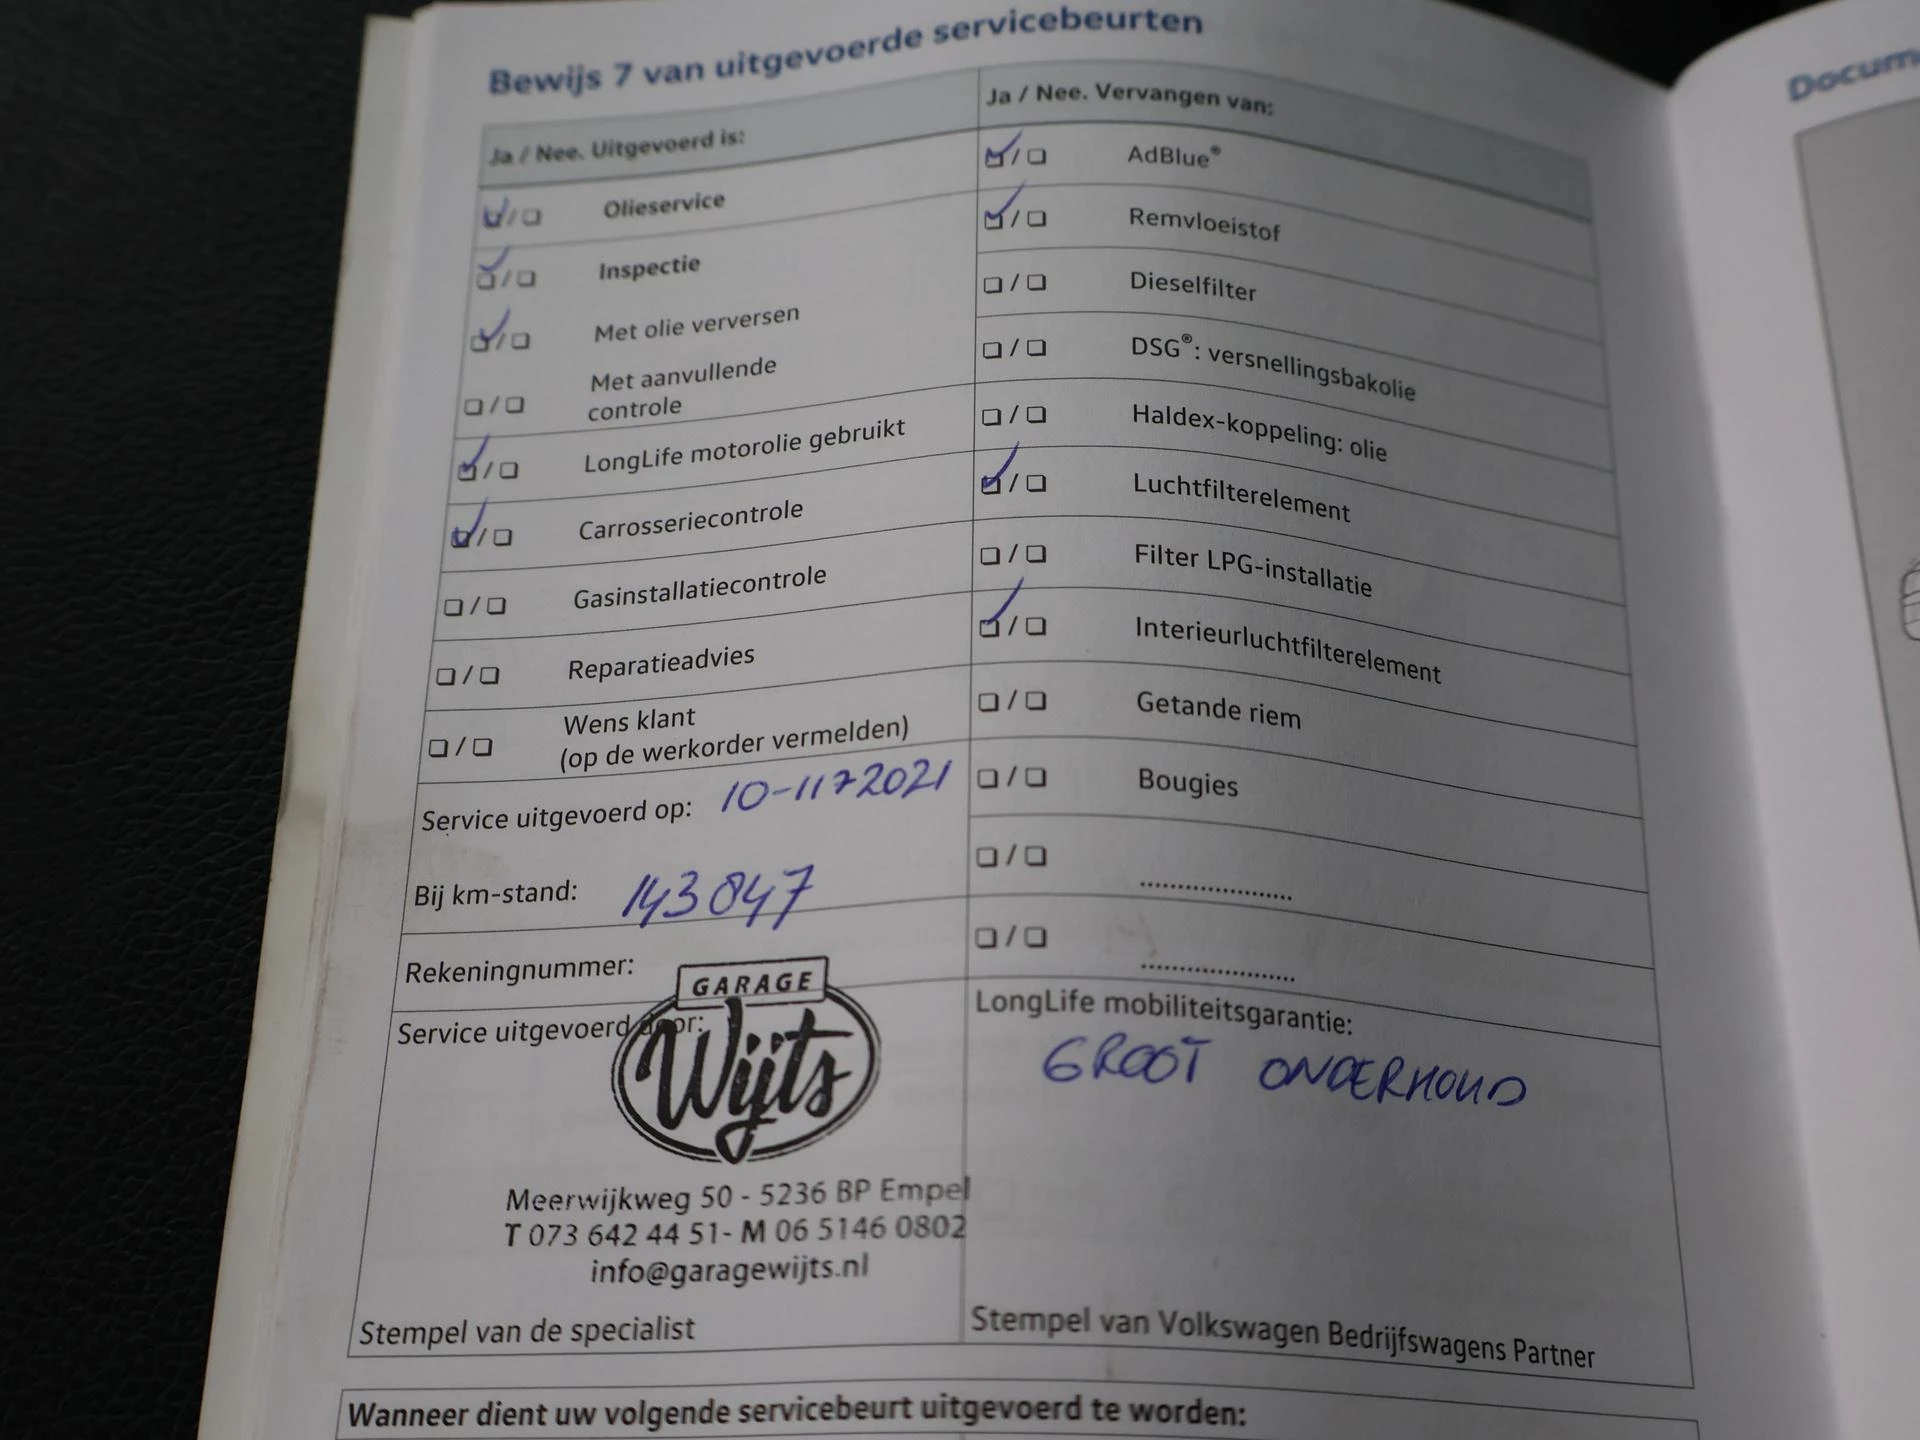 Bewijs 7 van uitgevoerde servicebeurten
Ja / Nee. Uitgevoerd is:
☑ / ❏ Olieservice
☑ / ❏ Inspectie
☑ / ❏ Met olie verversen
❏ / ❏ Met aanvullende
controle
☑ / ❏ LongLife motorolie gebruikt
☑ / ❏ Carrosseriecontrole
❏ / ❏ Gasinstallatiecontrole
❏ / ❏ Reparatieadvies
❏ / ❏ Wens klant
(op de werkorder vermelden)
Service uitgevoerd op: 10-11-2021
Bij km-stand: 143847
Rekeningnummer:
Service uitgevoerd door:
GARAGE
Wijts
Meerwijkweg 50 - 5236 BP Empel
T 073 642 44 51- M 06 5146 0802
info@garagewijts.nl
Stempel van de specialist
Ja / Nee. Vervangen van:
☑ / ❏ AdBlue®
☑ / ❏ Remvloeistof
❏ / ❏ Dieselfilter
❏ / ❏ DSG®: versnellingsbakolie
❏ / ❏ Haldex-koppeling: olie
☑ / ❏ Luchtfilterelement
❏ / ❏ Filter LPG-installatie
☑ / ❏ Interieurluchtfilterelement
❏ / ❏ Getande riem
❏ / ❏ Bougies
❏ / ❏ ......................
❏ / ❏ ......................
LongLife mobiliteitsgarantie:
GROOT ONDERHOUD
Stempel van Volkswagen Bedrijfswagens Partner
Wanneer dient uw volgende servicebeurt uitgevoerd te worden: